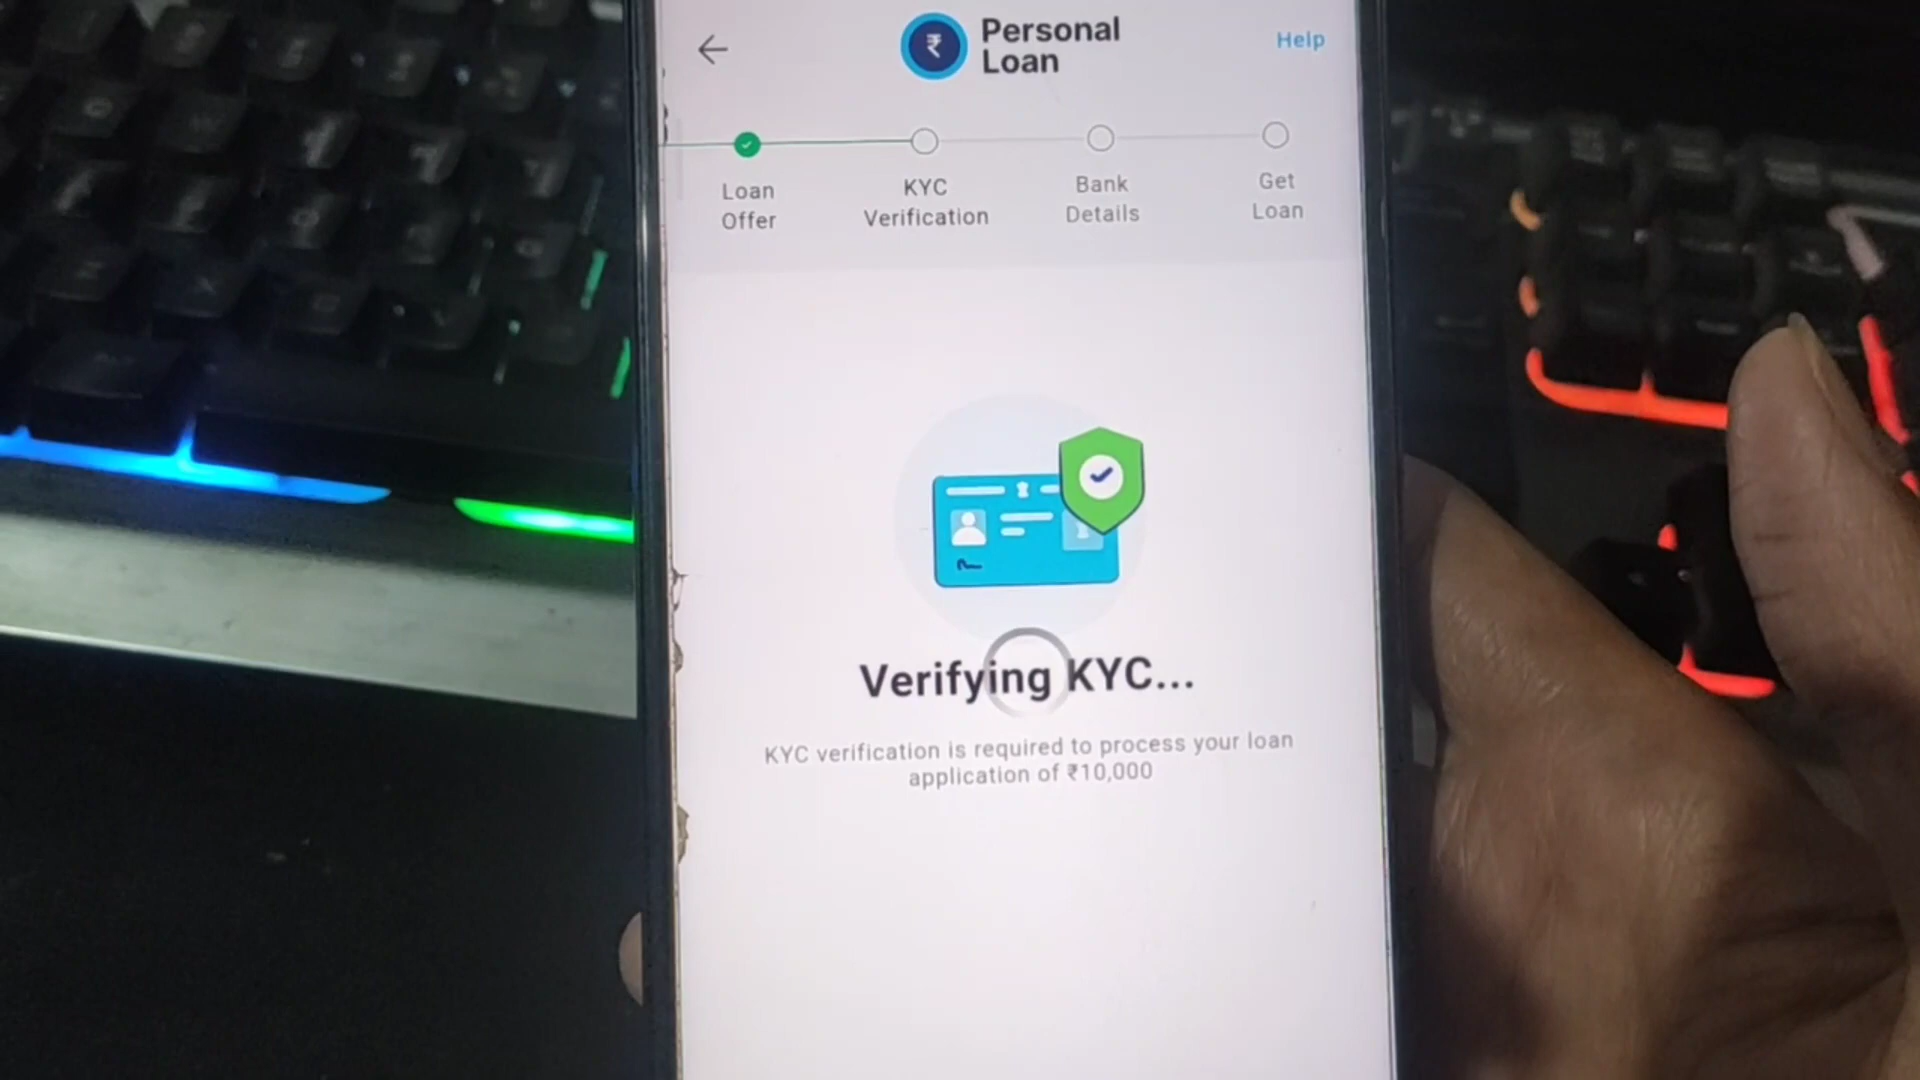 ₹
Personal
Loan
Help
Loan
Offer
KYC
Verification
Bank
Details
Get
Loan
Verifying KYC...
KYC verification is required to process your loan
application of ₹10,000